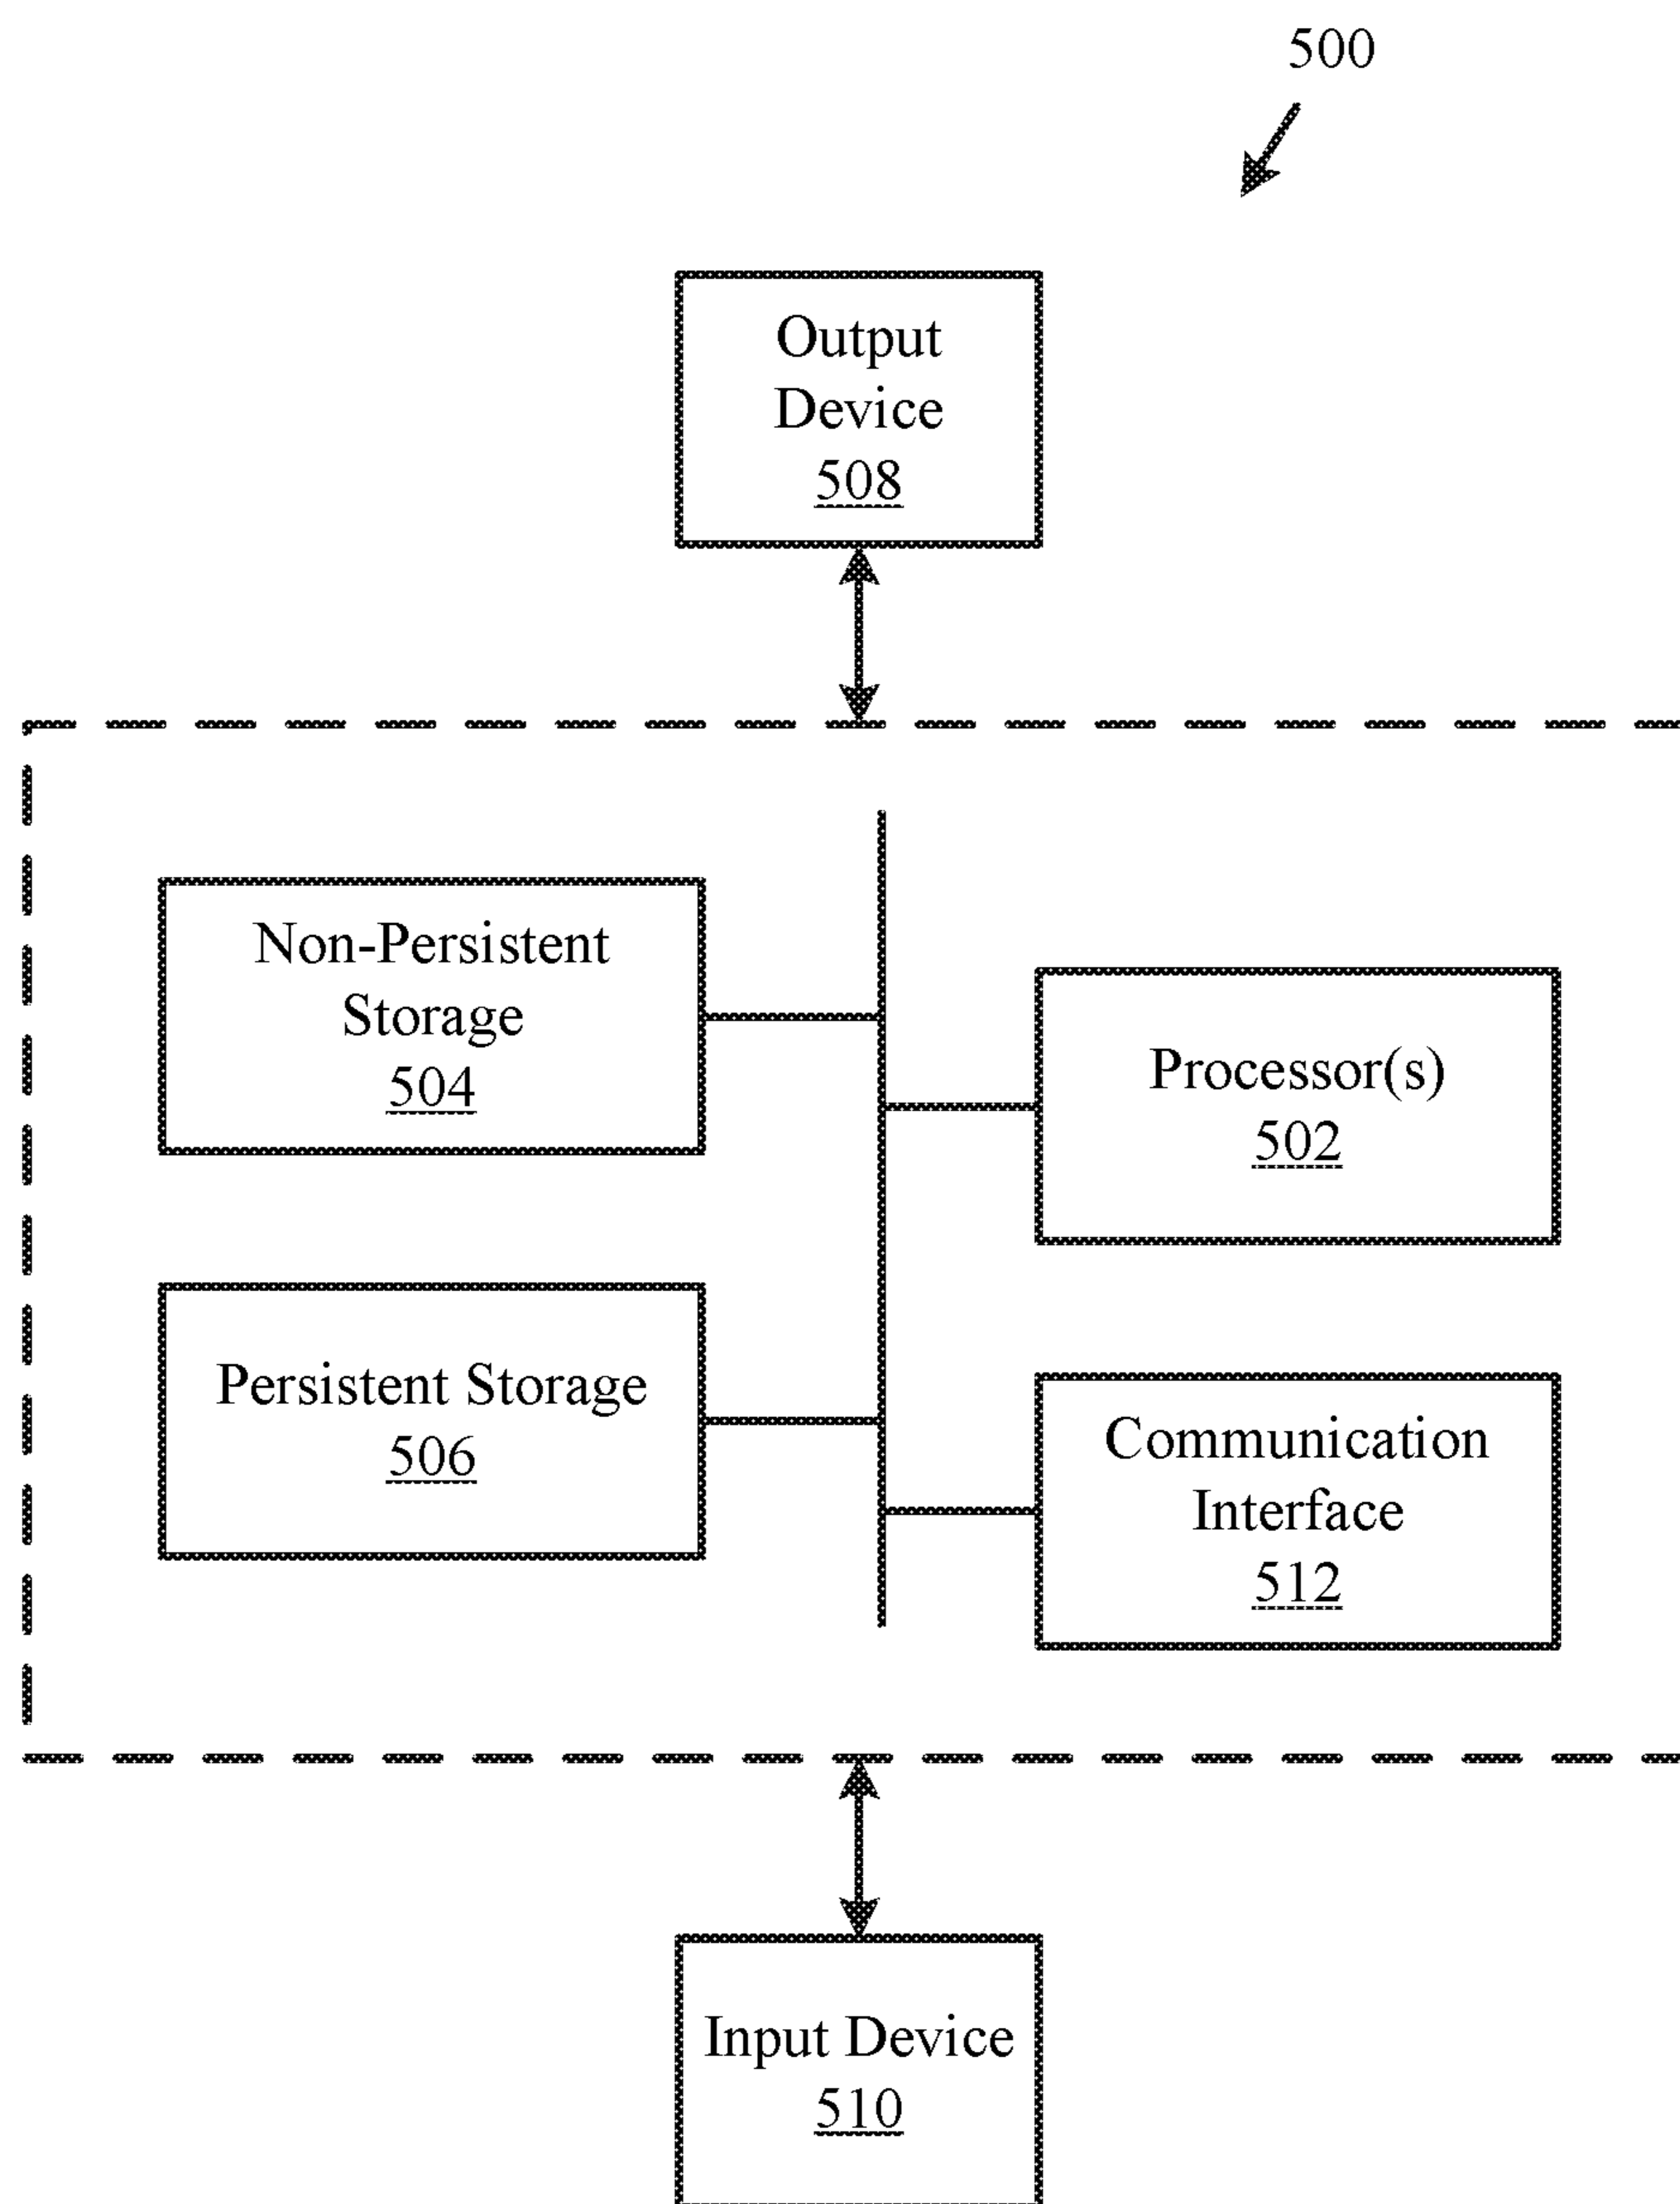 500
Output
Device
508
Non-Persistent
Storage
504
Processor(s)
502
Persistent Storage
506
Communication
Interface
512
Input Device
510